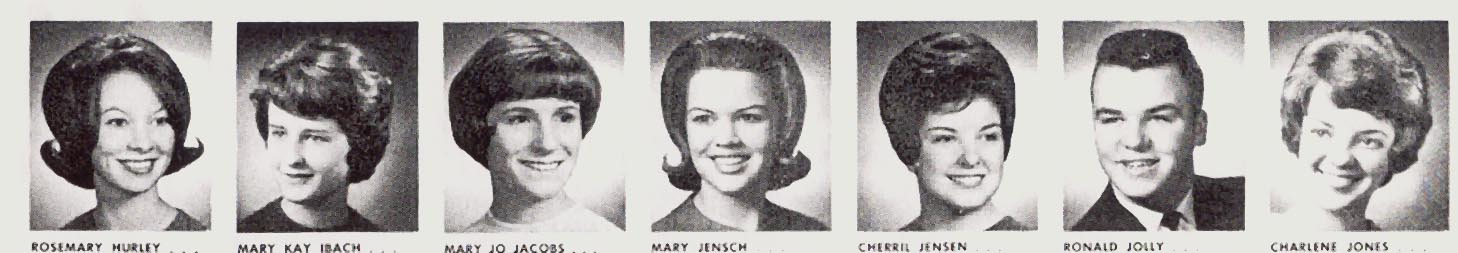 ROSEMARY HURLEY . . . MARY KAY IBACH . . . MARY JO JACOBS . . . MARY JENSCH . . . CHERRIL JENSEN . . . RONALD JOLLY . . . CHARLENE JONES . . .